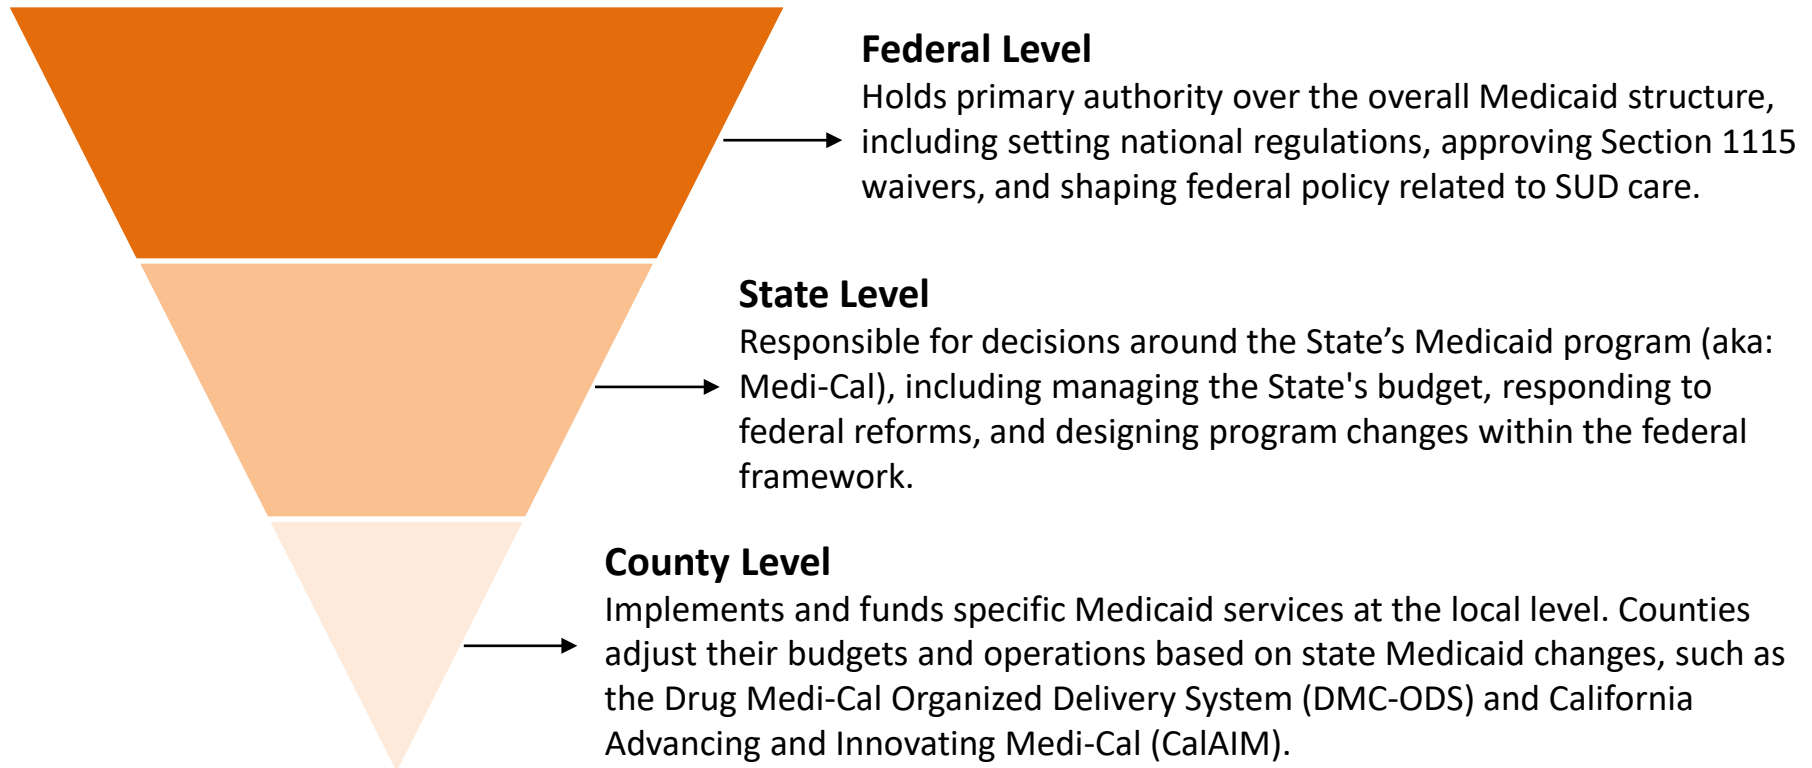 Federal Level
Holds primary authority over the overall Medicaid structure,
including setting national regulations, approving Section 1115
waivers, and shaping federal policy related to SUD care.
State Level
Responsible for decisions around the State’s Medicaid program (aka:
Medi-Cal), including managing the State's budget, responding to
federal reforms, and designing program changes within the federal
framework.
County Level
Implements and funds specific Medicaid services at the local level. Counties
adjust their budgets and operations based on state Medicaid changes, such as
the Drug Medi-Cal Organized Delivery System (DMC-ODS) and California
Advancing and Innovating Medi-Cal (CalAIM).